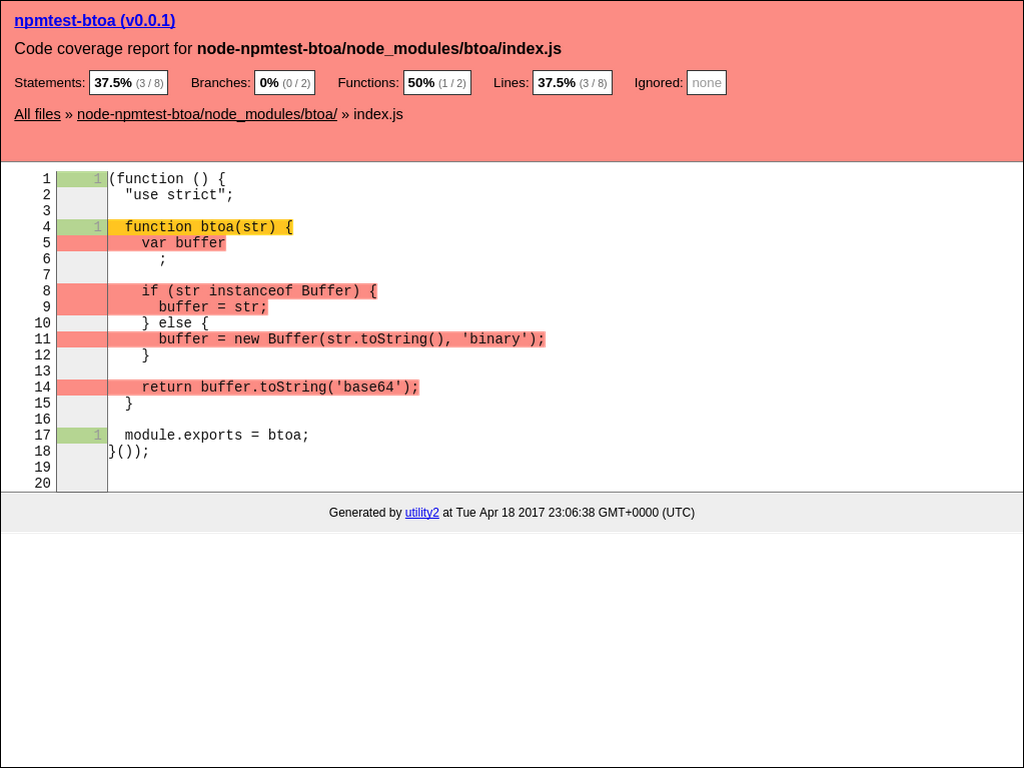 npmtest-btoa (v0.0.1)
Code coverage report for node-npmtest-btoa/node_modules/btoa/index.js
Statements: 37.5% (3 / 8) Branches: 0% (0 / 2) Functions: 50% (1 / 2) Lines: 37.5% (3 / 8) Ignored: none
All files » node-npmtest-btoa/node_modules/btoa/ » index.js
1 1 (function () {
2 "use strict";
3
4 1 function btoa(str) {
5 var buffer
6 ;
7
8 if (str instanceof Buffer) {
9 buffer = str;
10 } else {
11 buffer = new Buffer(str.toString(), 'binary');
12 }
13
14 return buffer.toString('base64');
15 }
16
17 1 module.exports = btoa;
18 }());
19
20
Generated by utility2 at Tue Apr 18 2017 23:06:38 GMT+0000 (UTC)